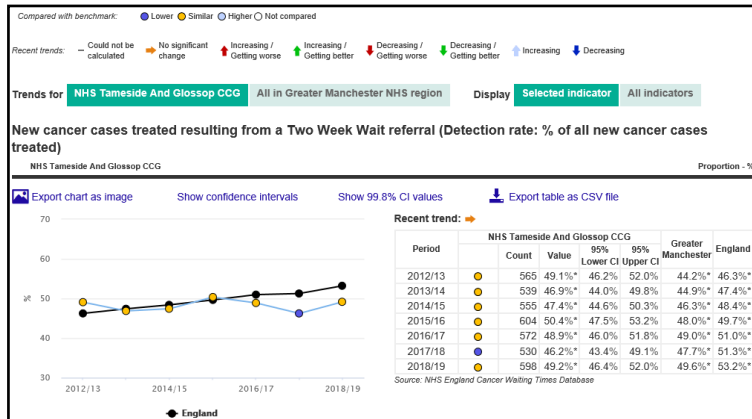 Compared with benchmark: Lower Similar Higher Not compared
Recent trends: – Could not be calculated No significant change Increasing / Getting worse Increasing / Getting better Decreasing / Getting worse Decreasing / Getting better Increasing Decreasing
Trends for NHS Tameside And Glossop CCG All in Greater Manchester NHS region Display Selected indicator All indicators
New cancer cases treated resulting from a Two Week Wait referral (Detection rate: % of all new cancer cases
treated)
NHS Tameside And Glossop CCG Proportion - %
Export chart as image Show confidence intervals Show 99.8% CI values Export table as CSV file
70
60
50
40
30
%
2012/13 2014/15 2016/17 2018/19
England
Recent trend:
NHS Tameside And Glossop CCG
Period Count Value 95% Lower CI 95% Upper CI Greater Manchester England
2012/13 565 49.1%* 46.2% 52.0% 44.2%* 46.3%*
2013/14 539 46.9%* 44.0% 49.8% 44.9%* 47.4%*
2014/15 555 47.4%* 44.6% 50.3% 46.3%* 48.4%*
2015/16 604 50.4%* 47.5% 53.2% 48.0%* 49.7%*
2016/17 572 48.9%* 46.0% 51.8% 49.0%* 51.0%*
2017/18 530 46.2%* 43.4% 49.1% 47.7%* 51.3%*
2018/19 598 49.2%* 46.4% 52.0% 49.6%* 53.2%*
Source: NHS England Cancer Waiting Times Database